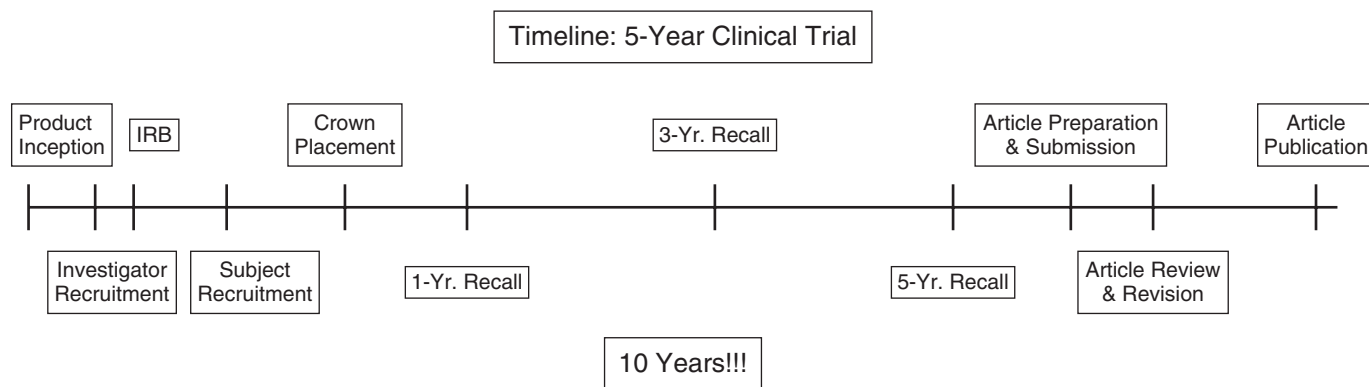 Timeline: 5-Year Clinical Trial
Product
Inception
IRB
Crown
Placement
3-Yr. Recall
Article Preparation
& Submission
Article
Publication
Investigator
Recruitment
Subject
Recruitment
1-Yr. Recall
5-Yr. Recall
Article Review
& Revision
10 Years!!!